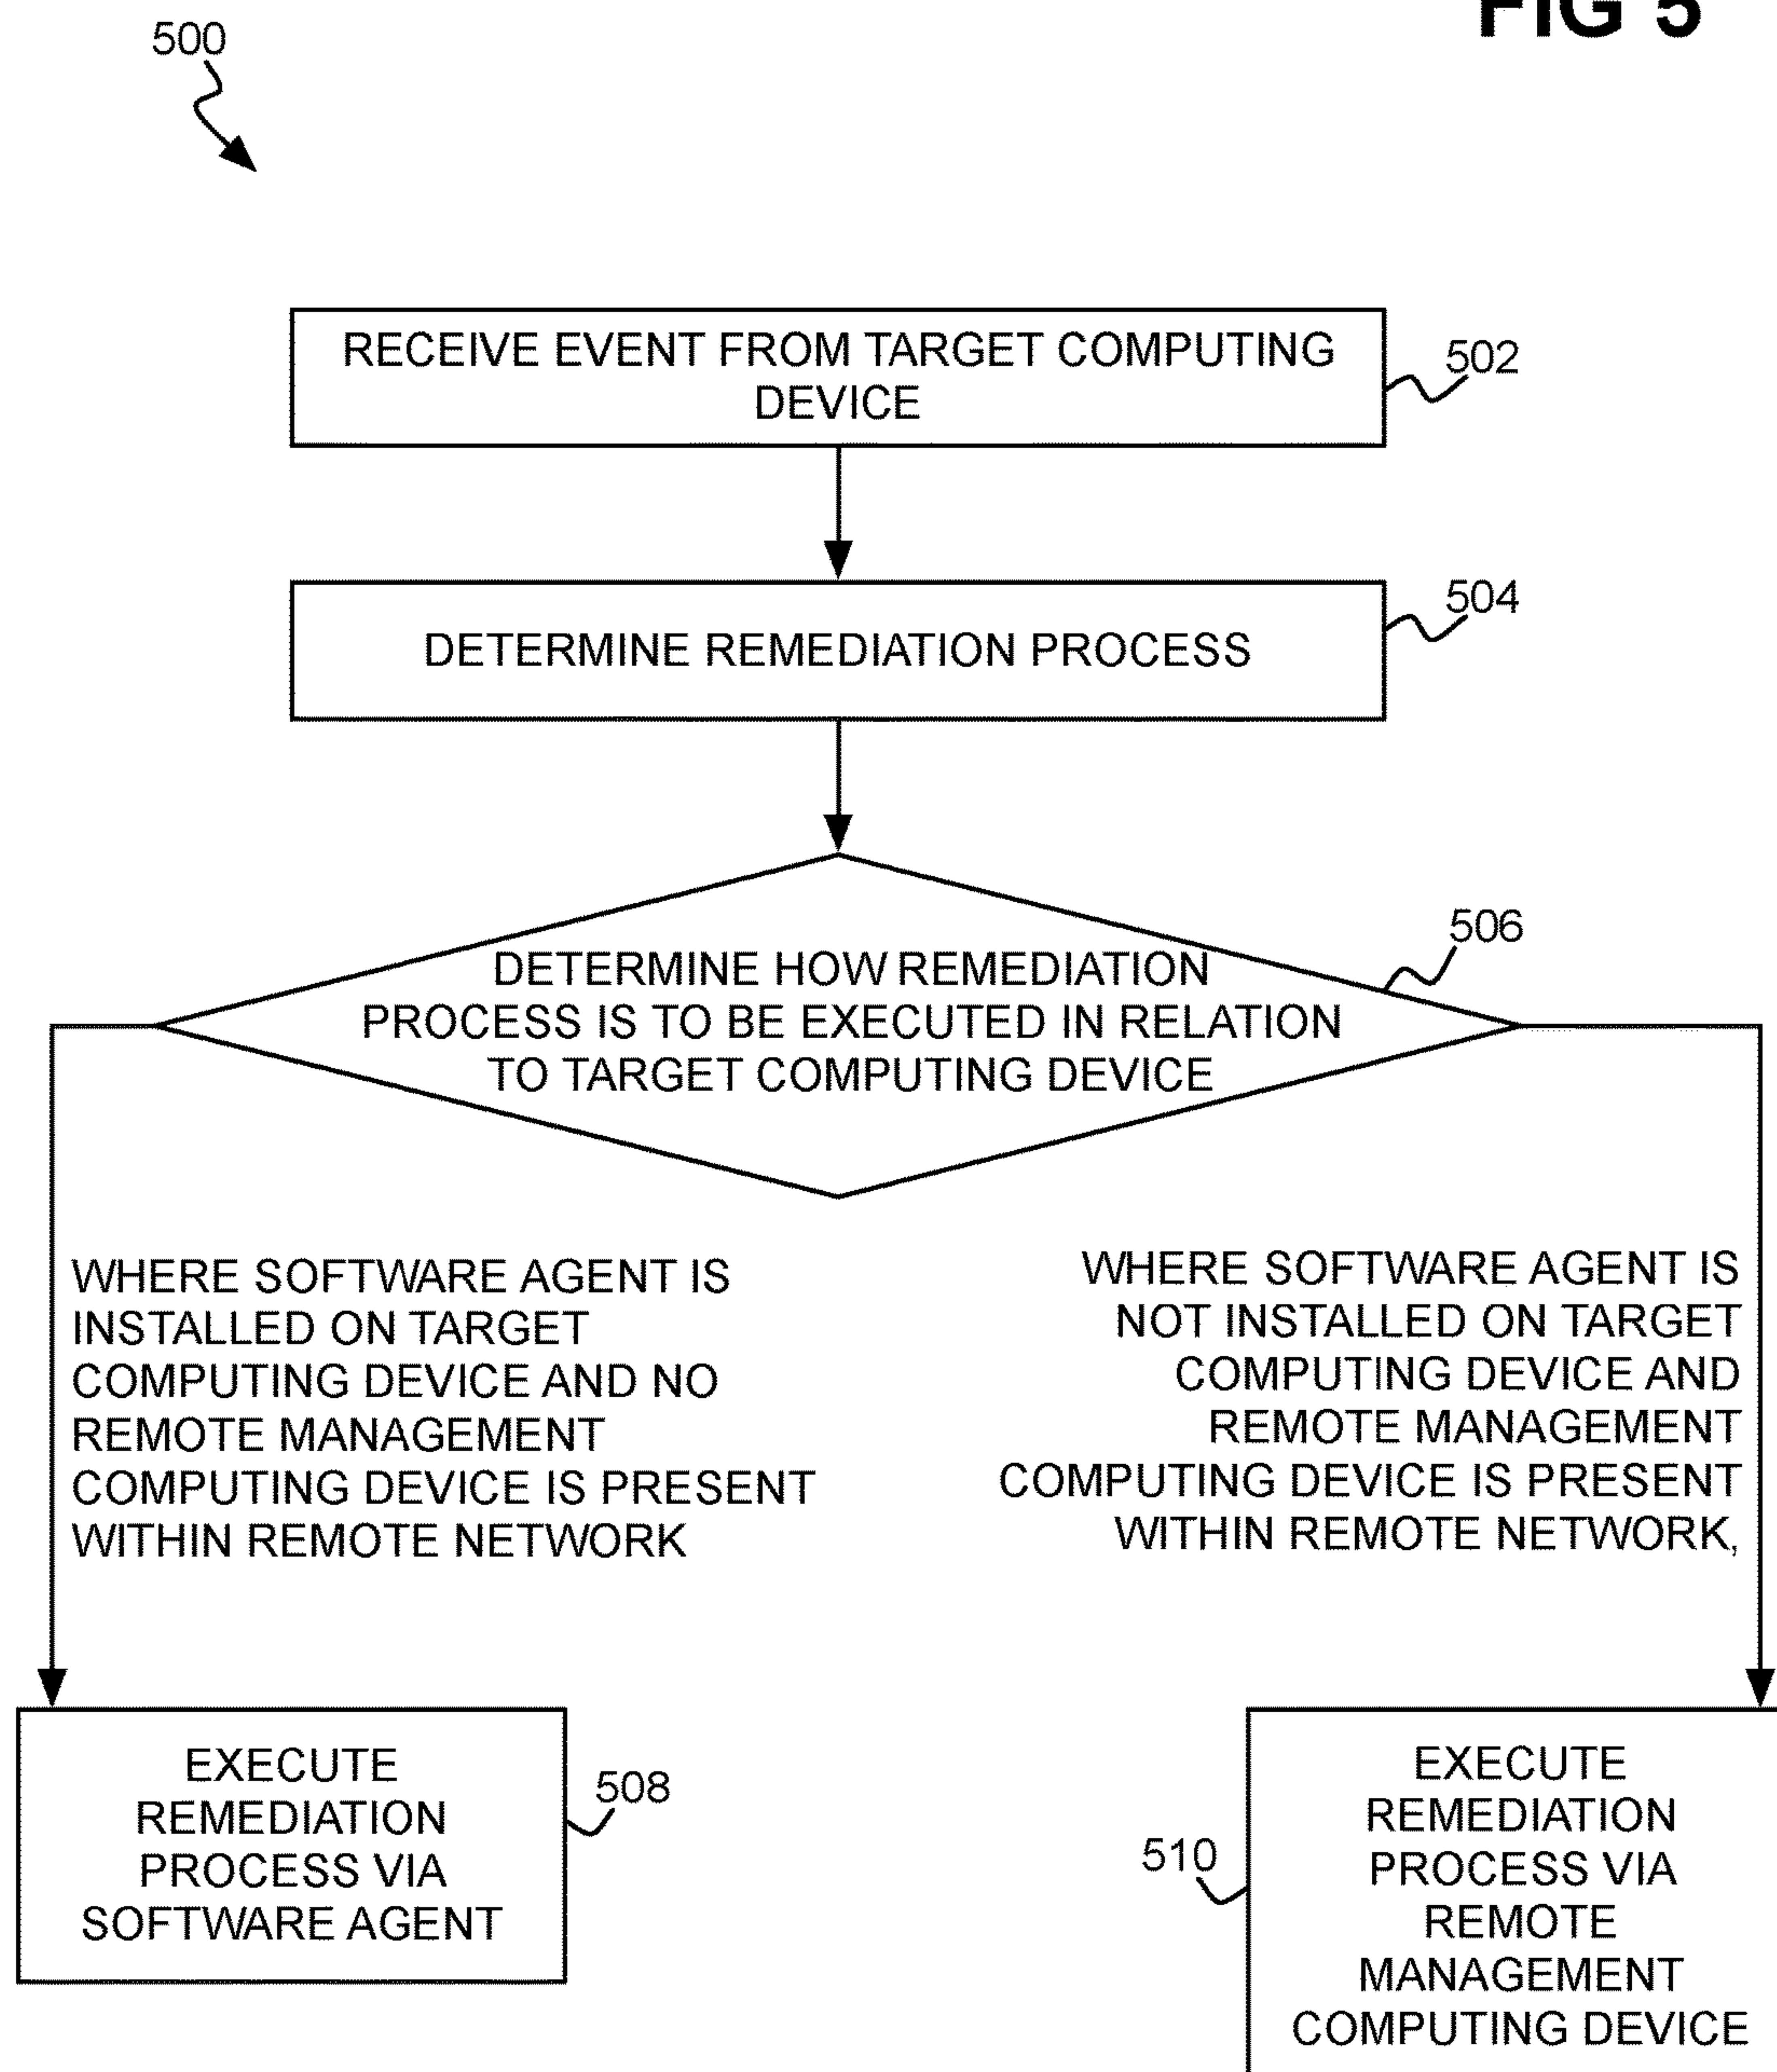 FIG 5
500
RECEIVE EVENT FROM TARGET COMPUTING
DEVICE
502
DETERMINE REMEDIATION PROCESS
504
DETERMINE HOW REMEDIATION
PROCESS IS TO BE EXECUTED IN RELATION
TO TARGET COMPUTING DEVICE
506
WHERE SOFTWARE AGENT IS
INSTALLED ON TARGET
COMPUTING DEVICE AND NO
REMOTE MANAGEMENT
COMPUTING DEVICE IS PRESENT
WITHIN REMOTE NETWORK
WHERE SOFTWARE AGENT IS
NOT INSTALLED ON TARGET
COMPUTING DEVICE AND
REMOTE MANAGEMENT
COMPUTING DEVICE IS PRESENT
WITHIN REMOTE NETWORK,
EXECUTE
REMEDIATION
PROCESS VIA
SOFTWARE AGENT
508
510
EXECUTE
REMEDIATION
PROCESS VIA
REMOTE
MANAGEMENT
COMPUTING DEVICE